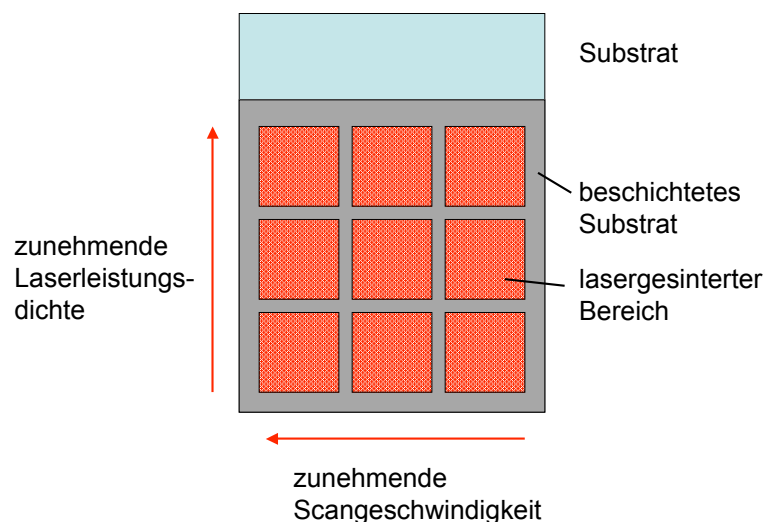 Substrat
beschichtetes
Substrat
zunehmende
Laserleistungs-
dichte
lasergesinterter
Bereich
zunehmende
Scangeschwindigkeit